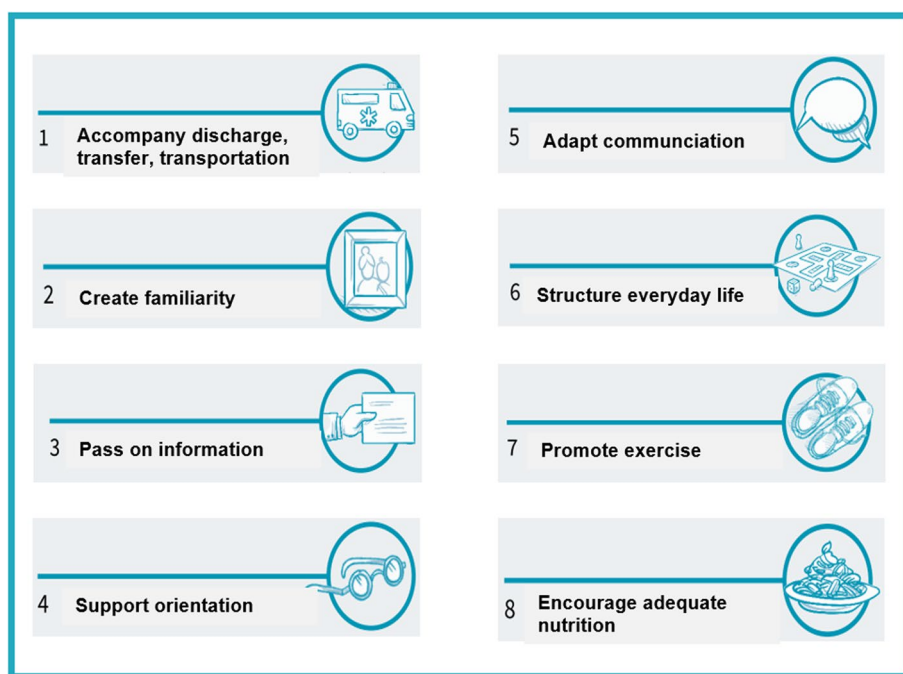 1 Accompany discharge,
transfer, transportation
2 Create familiarity
3 Pass on information
4 Support orientation
5 Adapt communciation
6 Structure everyday life
7 Promote exercise
8 Encourage adequate
nutrition